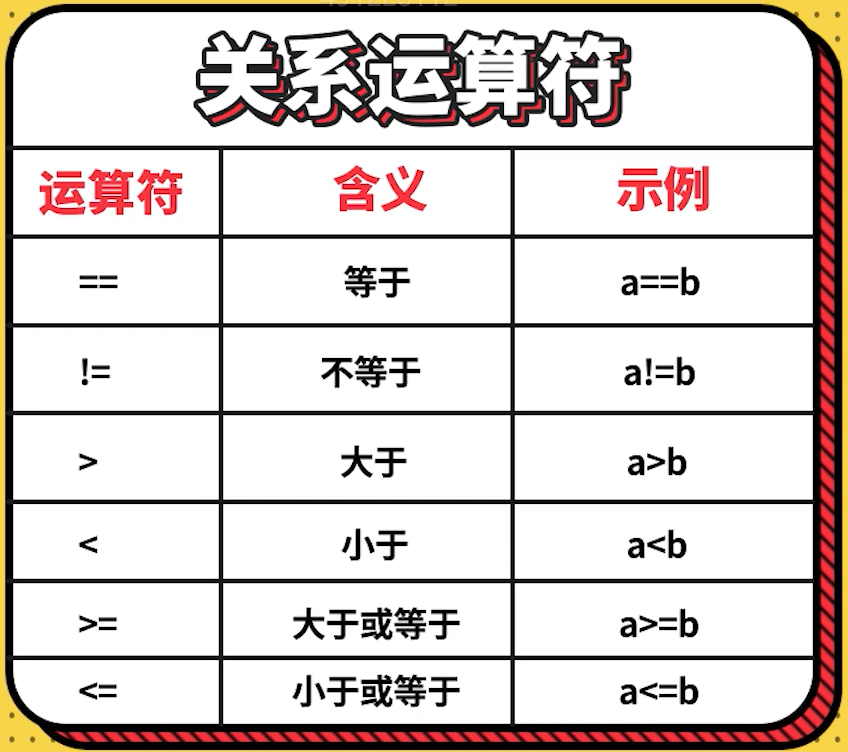 关系运算符
运算符 含义 示例
== 等于 a==b
!= 不等于 a!=b
> 大于 a>b
< 小于 a<b
>= 大于或等于 a>=b
<= 小于或等于 a<=b